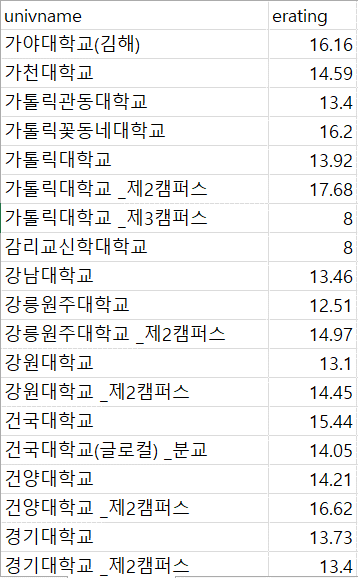 univname erating
가야대학교(김해) 16.16
가천대학교 14.59
가톨릭관동대학교 13.4
가톨릭꽃동네대학교 16.2
가톨릭대학교 13.92
가톨릭대학교 _제2캠퍼스 17.68
가톨릭대학교 _제3캠퍼스 8
감리교신학대학교 8
강남대학교 13.46
강릉원주대학교 12.51
강릉원주대학교 _제2캠퍼스 14.97
강원대학교 13.1
강원대학교 _제2캠퍼스 14.45
건국대학교 15.44
건국대학교(글로컬) _분교 14.05
건양대학교 14.21
건양대학교 _제2캠퍼스 16.62
경기대학교 13.73
경기대학교 _제2캠퍼스 13.4